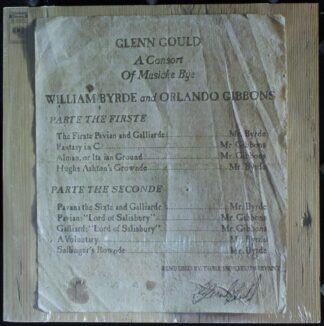 GLENN GOULD
A Consort
Of Musicke Bye
WILLIAM BYRDE and ORLANDO GIBBONS
PARTE THE FIRSTE
The Firste Pavian and Galliarde Mr. Byrde
Fantasy in C Mr. Gibbons
Alman, or Italian Ground Mr. Gibbons
Hughe Ashton's Grownde Mr. Byrde
PARTE THE SECONDE
Pavana the Sixte and Galliarde Mr. Byrde
Pavian: "Lord of Salisbury" Mr. Gibbons
Galliard: "Lord of Salisbury" Mr. Gibbons
A Voluntary Mr. Byrde
Sellinger's Rownde Mr. Byrde